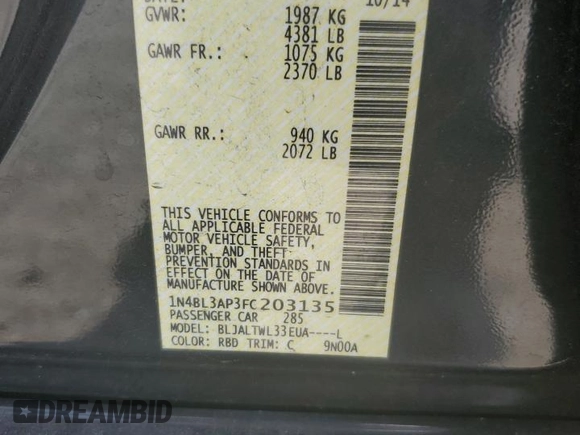 DATE: 10/14
GVWR: 1987 KG
4381 LB
GAWR FR.: 1075 KG
2370 LB
GAWR RR.: 940 KG
2072 LB
THIS VEHICLE CONFORMS TO
ALL APPLICABLE FEDERAL
MOTOR VEHICLE SAFETY,
BUMPER, AND THEFT
PREVENTION STANDARDS IN
EFFECT ON THE DATE OF
MANUFACTURE SHOWN ABOVE.
1N4BL3AP3FC203135
PASSENGER CAR 285
MODEL: BLJALTWL33EUA----L
COLOR: RBD TRIM: C 9N00A
DREAMBID